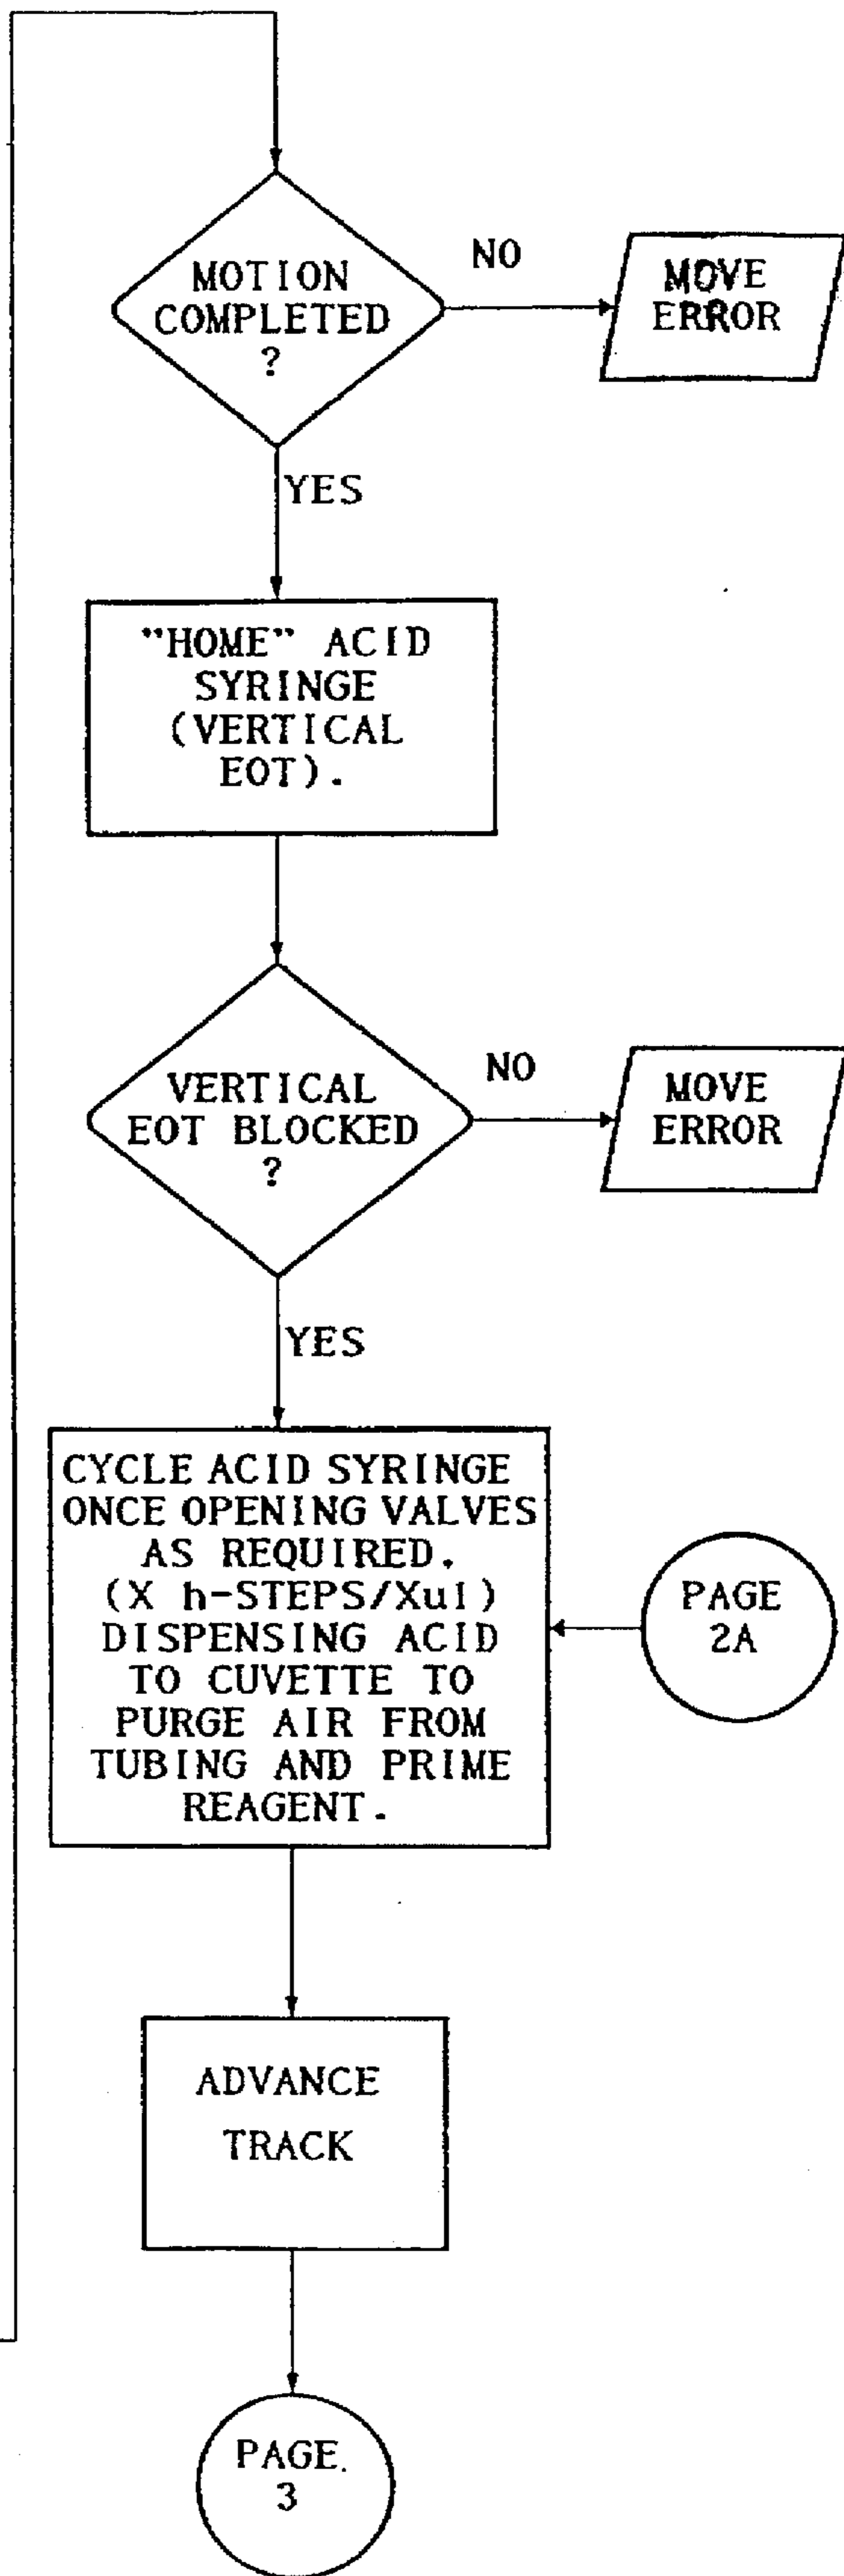 MOTION
COMPLETED
?
NO
MOVE
ERROR
YES
"HOME" ACID
SYRINGE
(VERTICAL
EOT).
VERTICAL
EOT BLOCKED
?
NO
MOVE
ERROR
YES
CYCLE ACID SYRINGE
ONCE OPENING VALVES
AS REQUIRED.
(X h-STEPS/Xul)
DISPENSING ACID
TO CUVETTE TO
PURGE AIR FROM
TUBING AND PRIME
REAGENT.
PAGE
2A
ADVANCE
TRACK
PAGE.
3